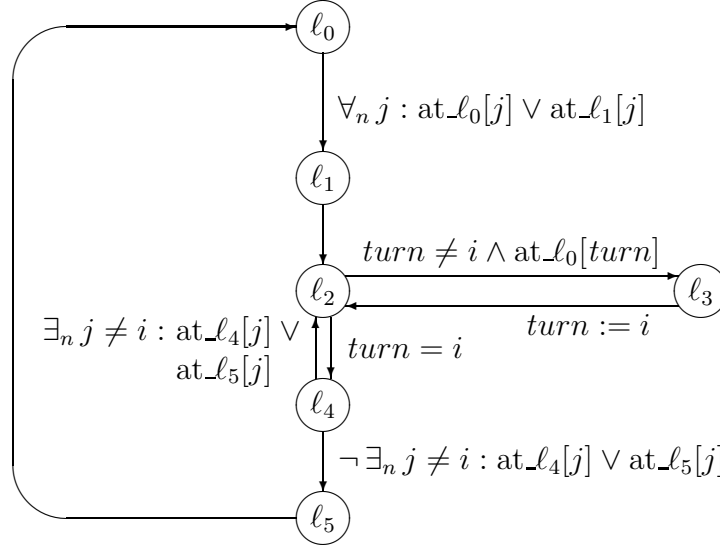 ℓ₀
∀ₙ j : at_ℓ₀[j] ∨ at_ℓ₁[j]
ℓ₁
turn ≠ i ∧ at_ℓ₀[turn]
ℓ₂
ℓ₃
turn := i
∃ₙ j ≠ i : at_ℓ₄[j] ∨
at_ℓ₅[j]
turn = i
ℓ₄
¬ ∃ₙ j ≠ i : at_ℓ₄[j] ∨ at_ℓ₅[j]
ℓ₅